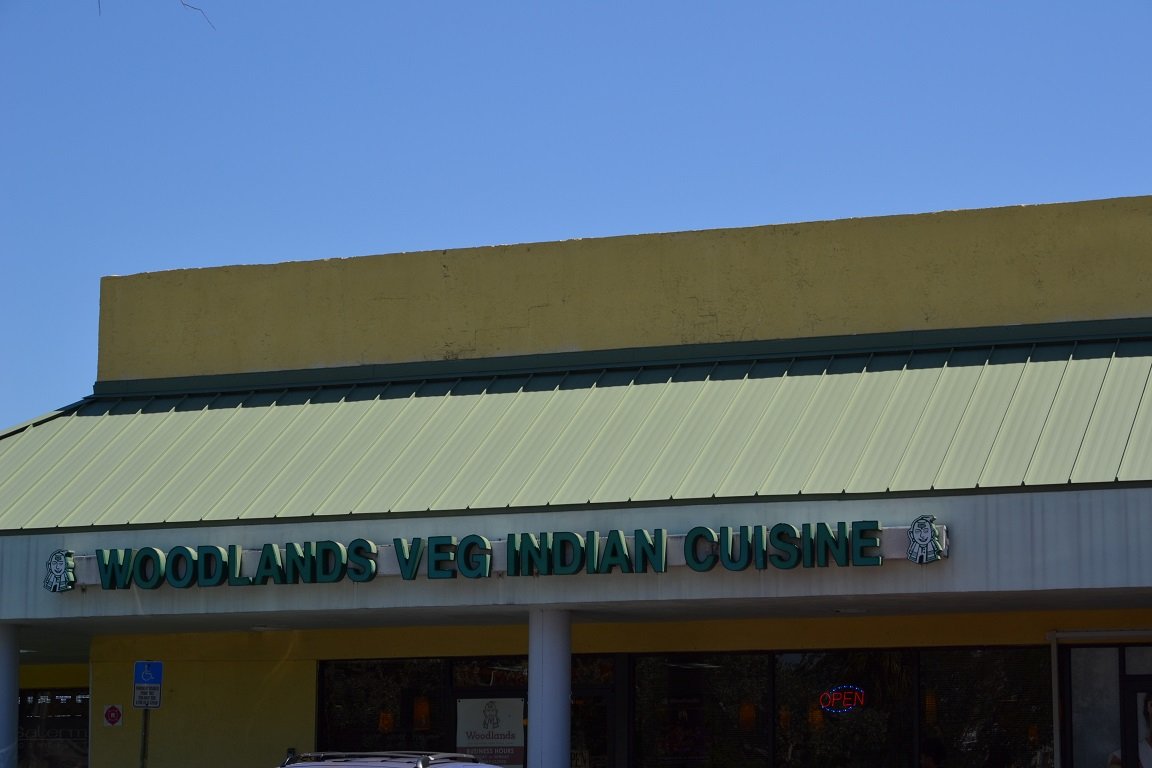 WOODLANDS VEG INDIAN CUISINE
OPEN
Woodlands
BUSINESS HOURS